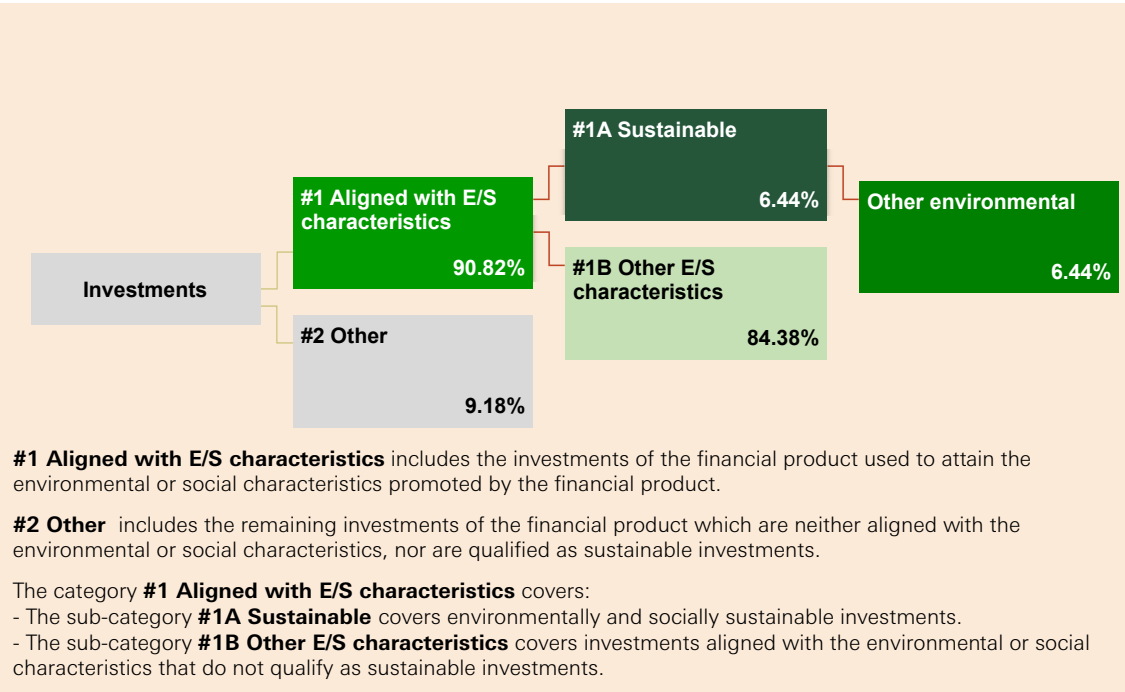 #1A Sustainable
6.44%
#1 Aligned with E/S
characteristics
90.82%
Other environmental
6.44%
Investments
#1B Other E/S
characteristics
84.38%
#2 Other
9.18%
#1 Aligned with E/S characteristics includes the investments of the financial product used to attain the
environmental or social characteristics promoted by the financial product.
#2 Other includes the remaining investments of the financial product which are neither aligned with the
environmental or social characteristics, nor are qualified as sustainable investments.
The category #1 Aligned with E/S characteristics covers:
- The sub-category #1A Sustainable covers environmentally and socially sustainable investments.
- The sub-category #1B Other E/S characteristics covers investments aligned with the environmental or social
characteristics that do not qualify as sustainable investments.